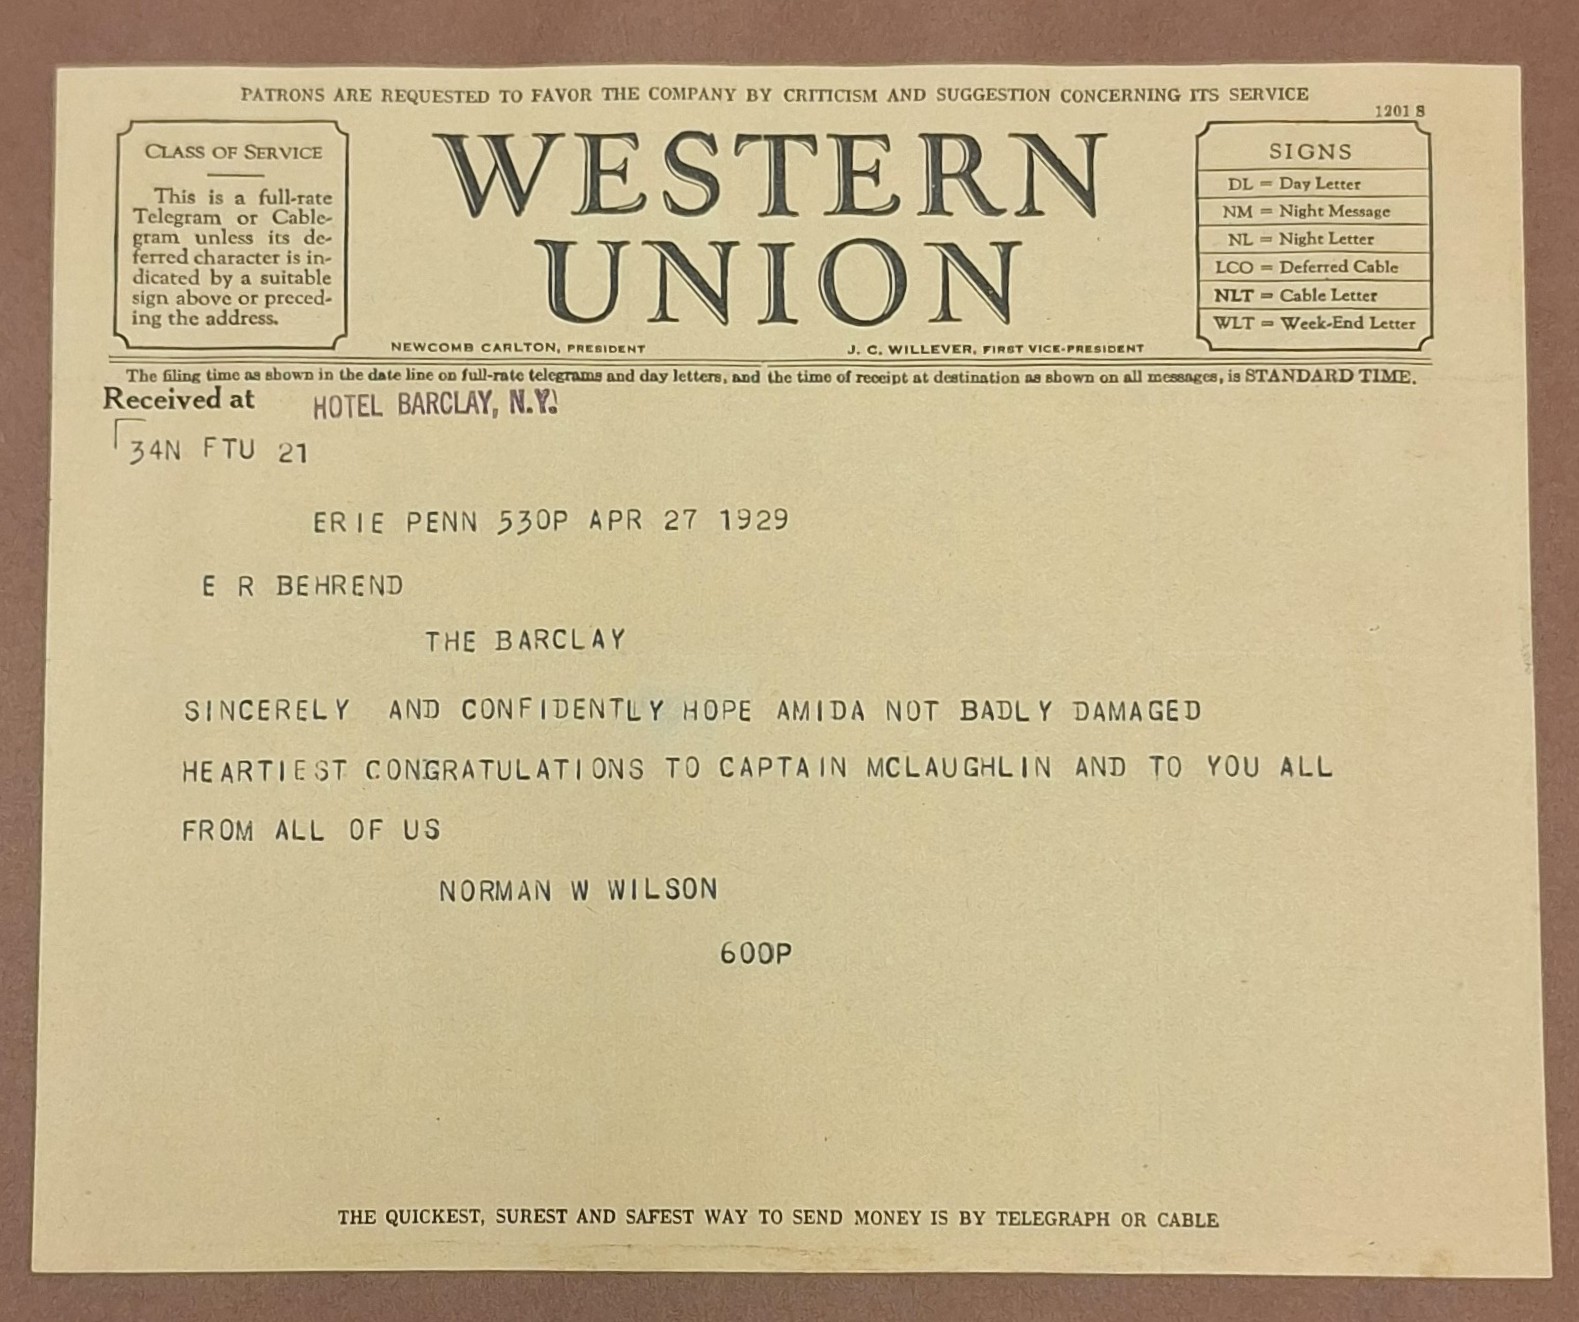 PATRONS ARE REQUESTED TO FAVOR THE COMPANY BY CRITICISM AND SUGGESTION CONCERNING ITS SERVICE
1201 S
CLASS OF SERVICE
This is a full-rate
Telegram or Cable-
gram unless its de-
ferred character is in-
dicated by a suitable
sign above or preced-
ing the address.
WESTERN
UNION
NEWCOMB CARLTON, PRESIDENT
J. C. WILLEVER, FIRST VICE-PRESIDENT
SIGNS
DL = Day Letter
NM = Night Message
NL = Night Letter
LCO = Deferred Cable
NLT = Cable Letter
WLT = Week-End Letter
The filing time as shown in the date line on full-rate telegrams and day letters, and the time of receipt at destination as shown on all messages, is STANDARD TIME.
Received at HOTEL BARCLAY, N.Y.
34N FTU 21
ERIE PENN 530P APR 27 1929
E R BEHREND
THE BARCLAY
SINCERELY AND CONFIDENTLY HOPE AMIDA NOT BADLY DAMAGED
HEARTIEST CONGRATULATIONS TO CAPTAIN MCLAUGHLIN AND TO YOU ALL
FROM ALL OF US
NORMAN W WILSON
600P
THE QUICKEST, SUREST AND SAFEST WAY TO SEND MONEY IS BY TELEGRAPH OR CABLE